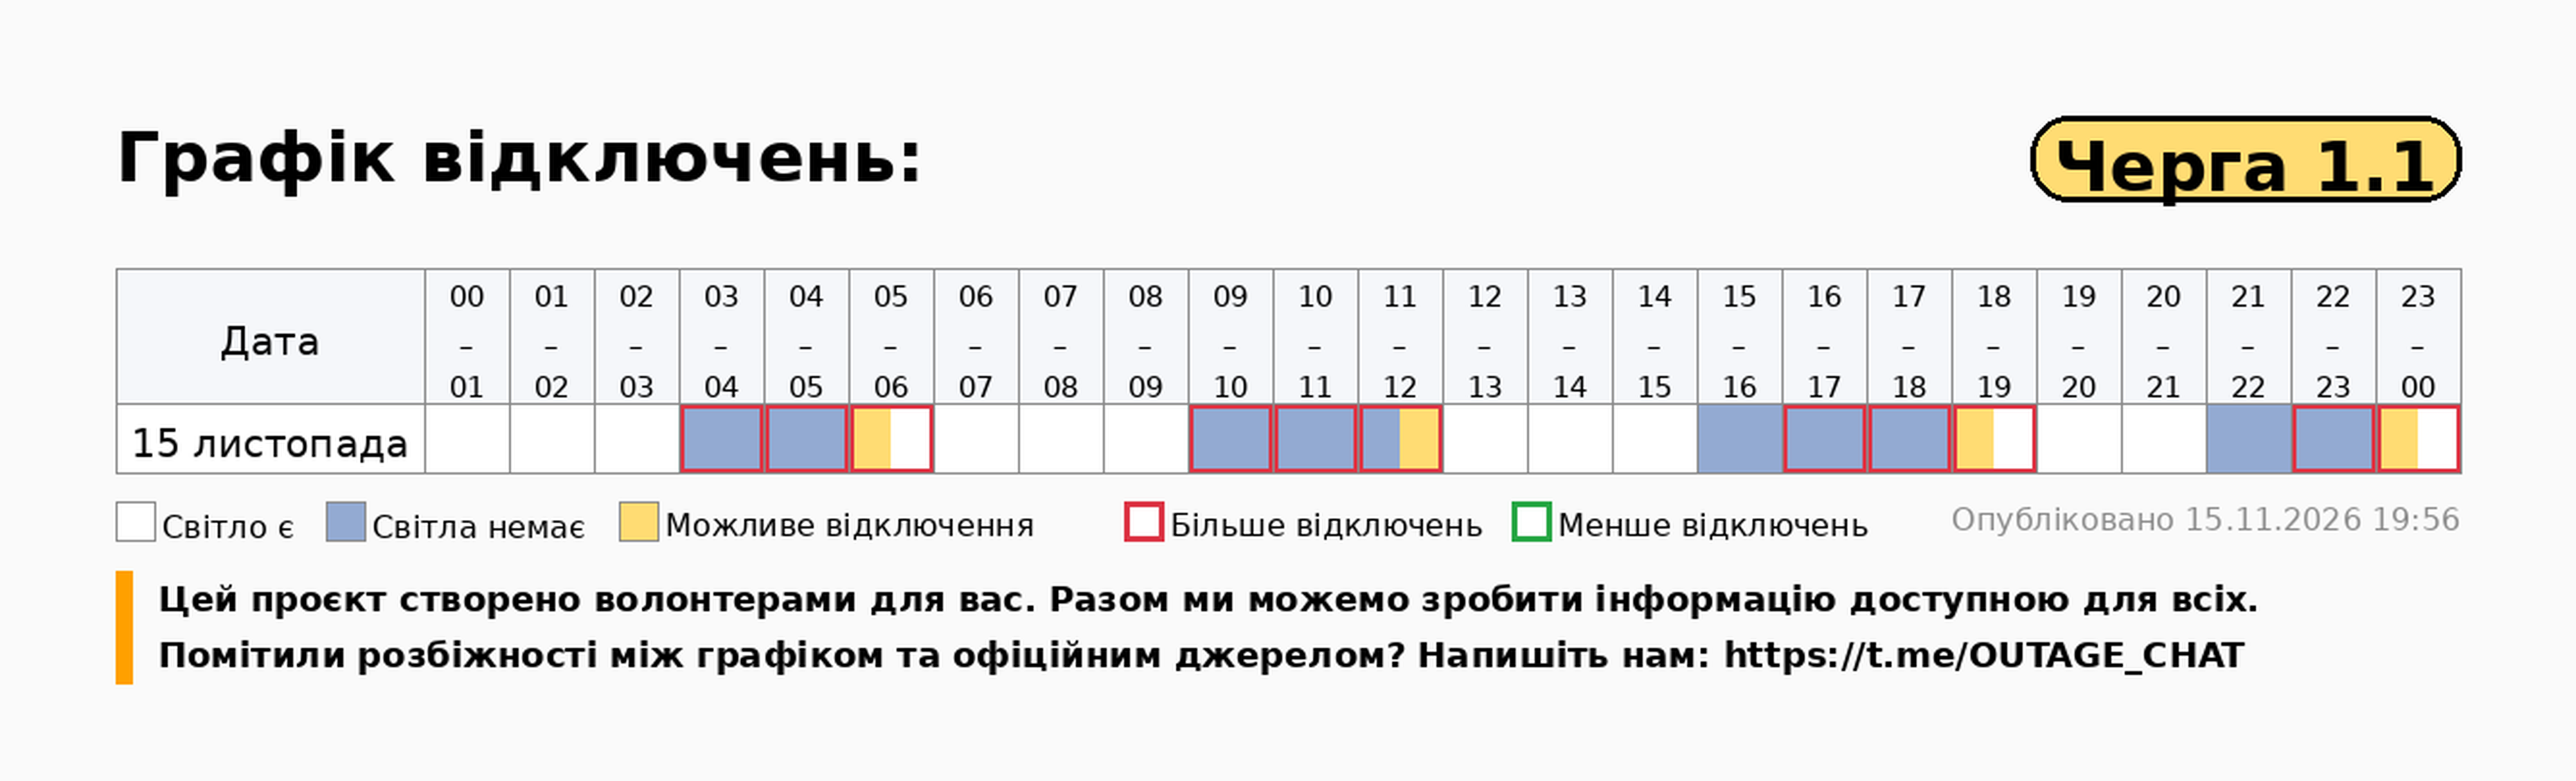 Графік відключень:
Черга 1.1
Дата
00 – 01
01 – 02
02 – 03
03 – 04
04 – 05
05 – 06
06 – 07
07 – 08
08 – 09
09 – 10
10 – 11
11 – 12
12 – 13
13 – 14
14 – 15
15 – 16
16 – 17
17 – 18
18 – 19
19 – 20
20 – 21
21 – 22
22 – 23
23 – 00
15 листопада
Світло є
Світла немає
Можливе відключення
Більше відключень
Менше відключень
Опубліковано 15.11.2026 19:56
Цей проєкт створено волонтерами для вас. Разом ми можемо зробити інформацію доступною для всіх.
Помітили розбіжності між графіком та офіційним джерелом? Напишіть нам: https://t.me/OUTAGE_CHAT